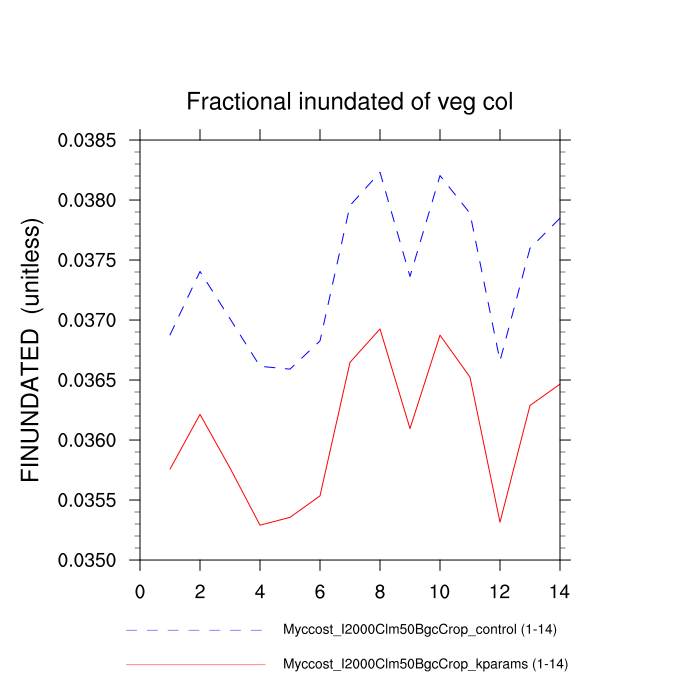 Fractional inundated of veg col
FINUNDATED (unitless)
0.0385
0.0380
0.0375
0.0370
0.0365
0.0360
0.0355
0.0350
0 2 4 6 8 10 12 14
Myccost_I2000Clm50BgcCrop_control (1-14)
Myccost_I2000Clm50BgcCrop_kparams (1-14)